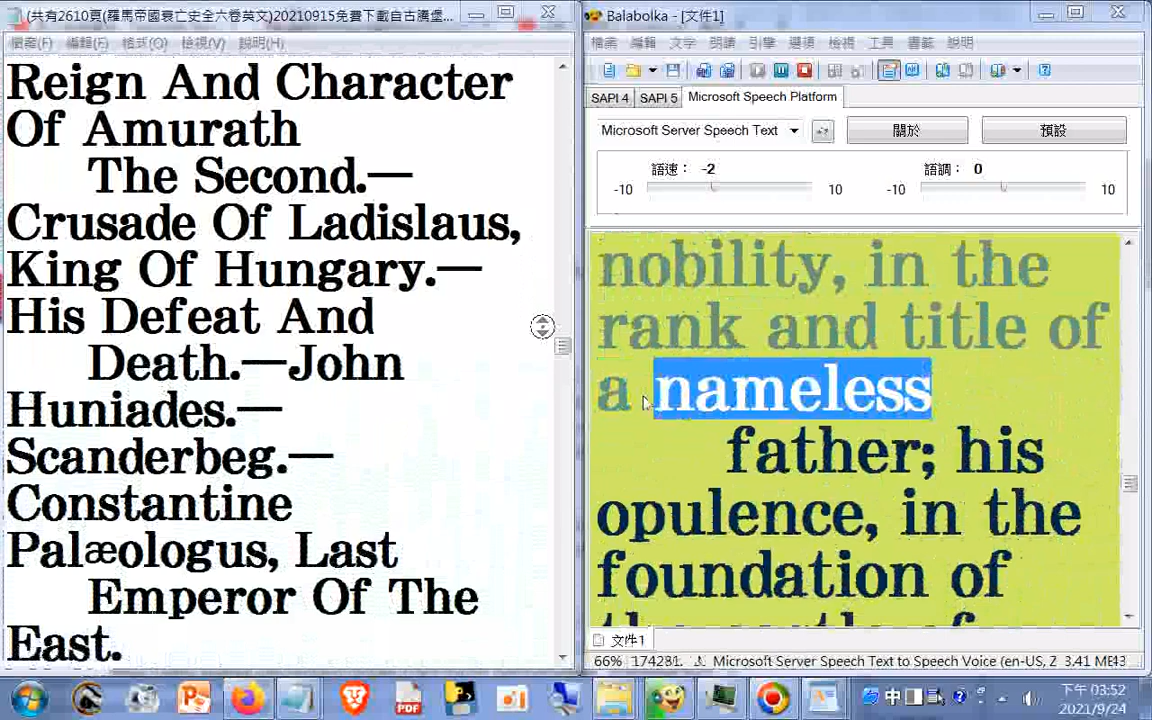 (共有2610頁(羅馬帝國衰亡史全六卷英文)20210915免費下載自古騰堡...
檔案(F) 編輯(E) 格式(O) 檢視(V) 說明(H)
Reign And Character
Of Amurath
The Second.—
Crusade Of Ladislaus,
King Of Hungary.—
His Defeat And
Death.—John
Huniades.—
Scanderbeg.—
Constantine
Palæologus, Last
Emperor Of The
East.
Balabolka - [文件1]
檔案 編輯 文字 朗讀 引擎 選項 檢視 工具 書籤 說明
SAPI 4 SAPI 5 Microsoft Speech Platform
Microsoft Server Speech Text 關於 預設
語速： -2 語調： 0
-10 10 -10 10
nobility, in the
rank and title of
a nameless
father; his
opulence, in the
foundation of
文件1
66% 174281. Microsoft Server Speech Text to Speech Voice (en-US, Z 3.41 ME43
PDF 中 下午 03:52
2021/9/24